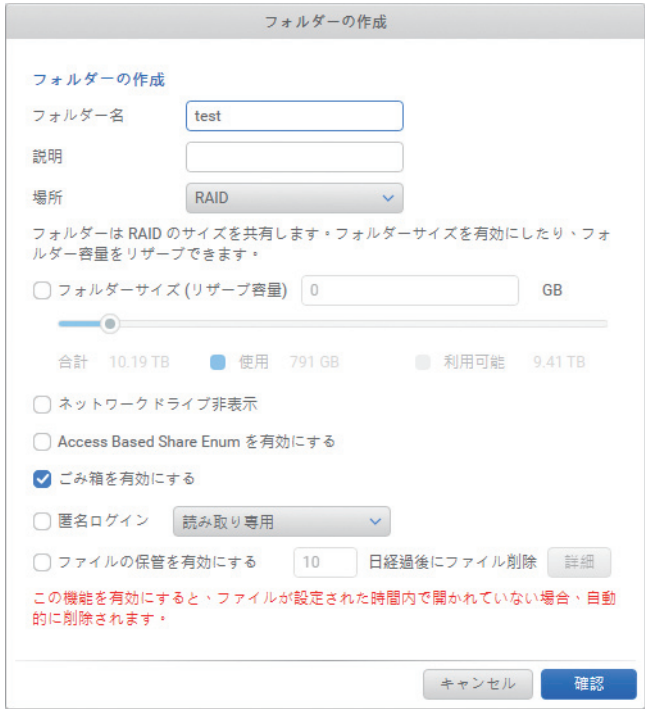 フォルダーの作成
フォルダーの作成
フォルダー名 test
説明
場所 RAID
フォルダーは RAID のサイズを共有します。フォルダーサイズを有効にしたり、フォ
ルダー容量をリザーブできます。
フォルダーサイズ (リザーブ容量) 0 GB
合計 10.19 TB 使用 791 GB 利用可能 9.41 TB
ネットワークドライブ非表示
Access Based Share Enum を有効にする
ごみ箱を有効にする
匿名ログイン 読み取り専用
ファイルの保管を有効にする 10 日経過後にファイル削除 詳細
この機能を有効にすると、ファイルが設定された時間内で開かれていない場合、自動
的に削除されます。
キャンセル 確認